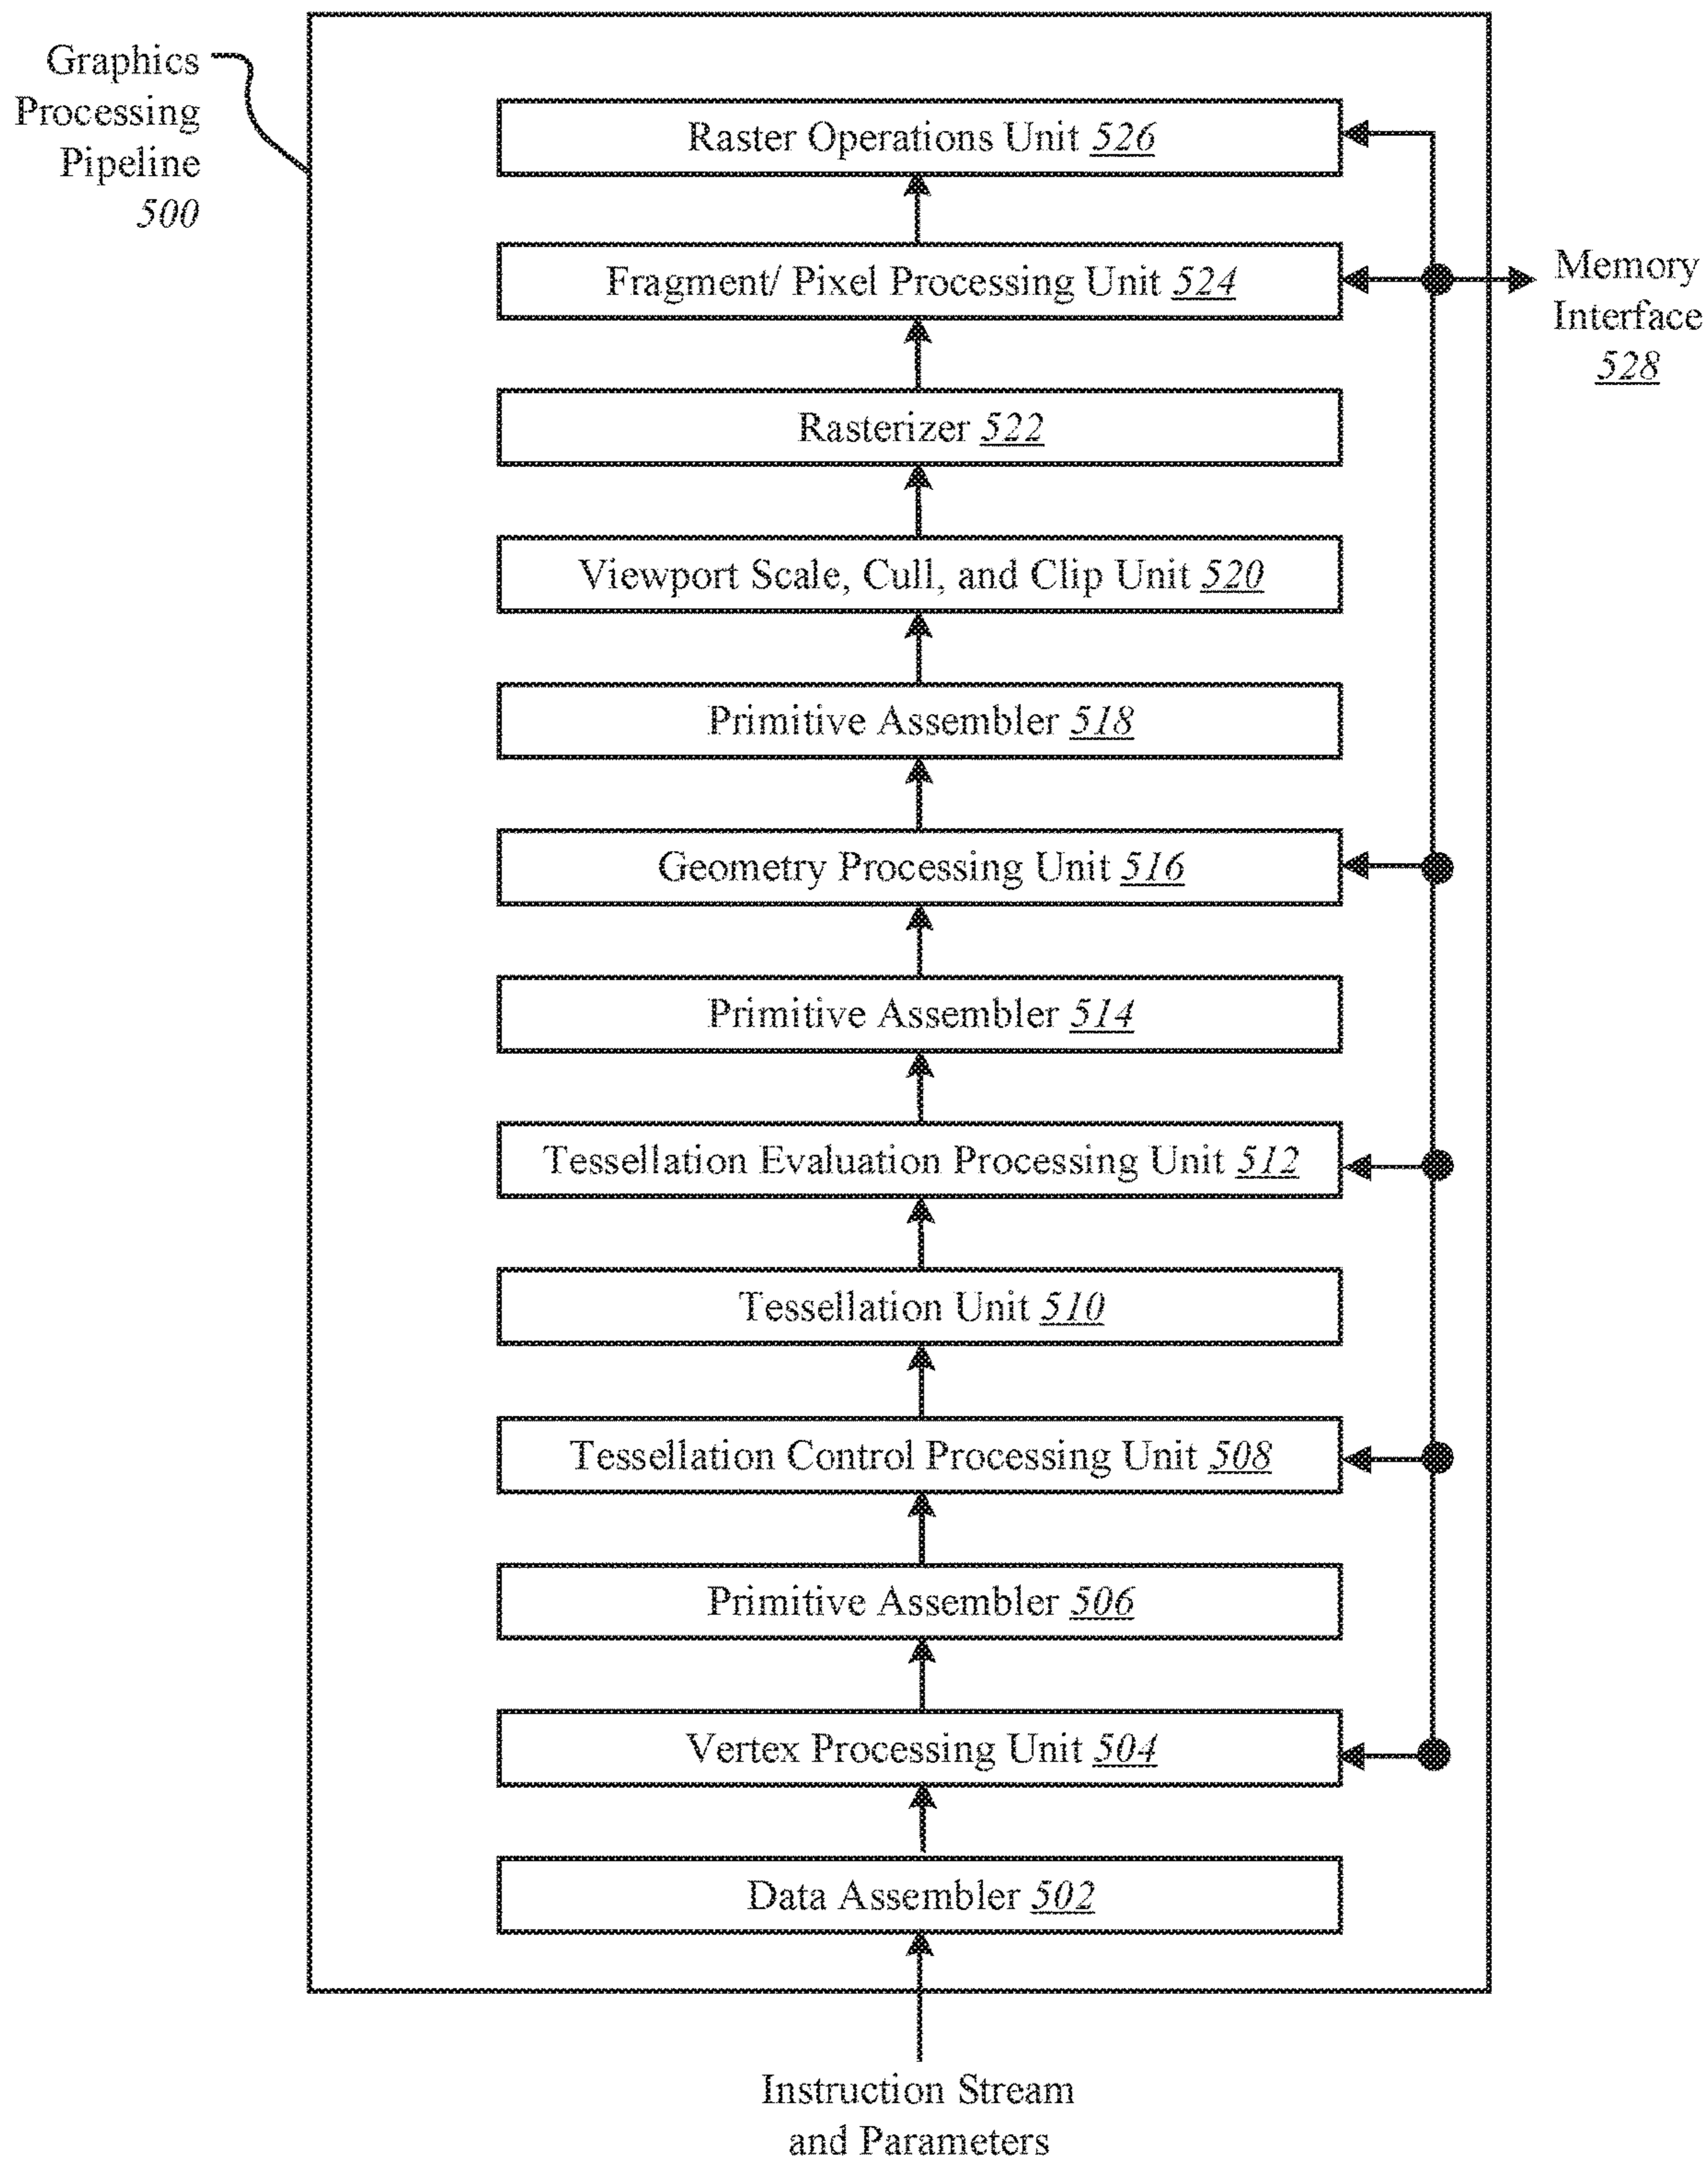 Graphics
Processing
Pipeline
500
Raster Operations Unit 526
Fragment/ Pixel Processing Unit 524
Memory
Interface
528
Rasterizer 522
Viewport Scale, Cull, and Clip Unit 520
Primitive Assembler 518
Geometry Processing Unit 516
Primitive Assembler 514
Tessellation Evaluation Processing Unit 512
Tessellation Unit 510
Tessellation Control Processing Unit 508
Primitive Assembler 506
Vertex Processing Unit 504
Data Assembler 502
Instruction Stream
and Parameters